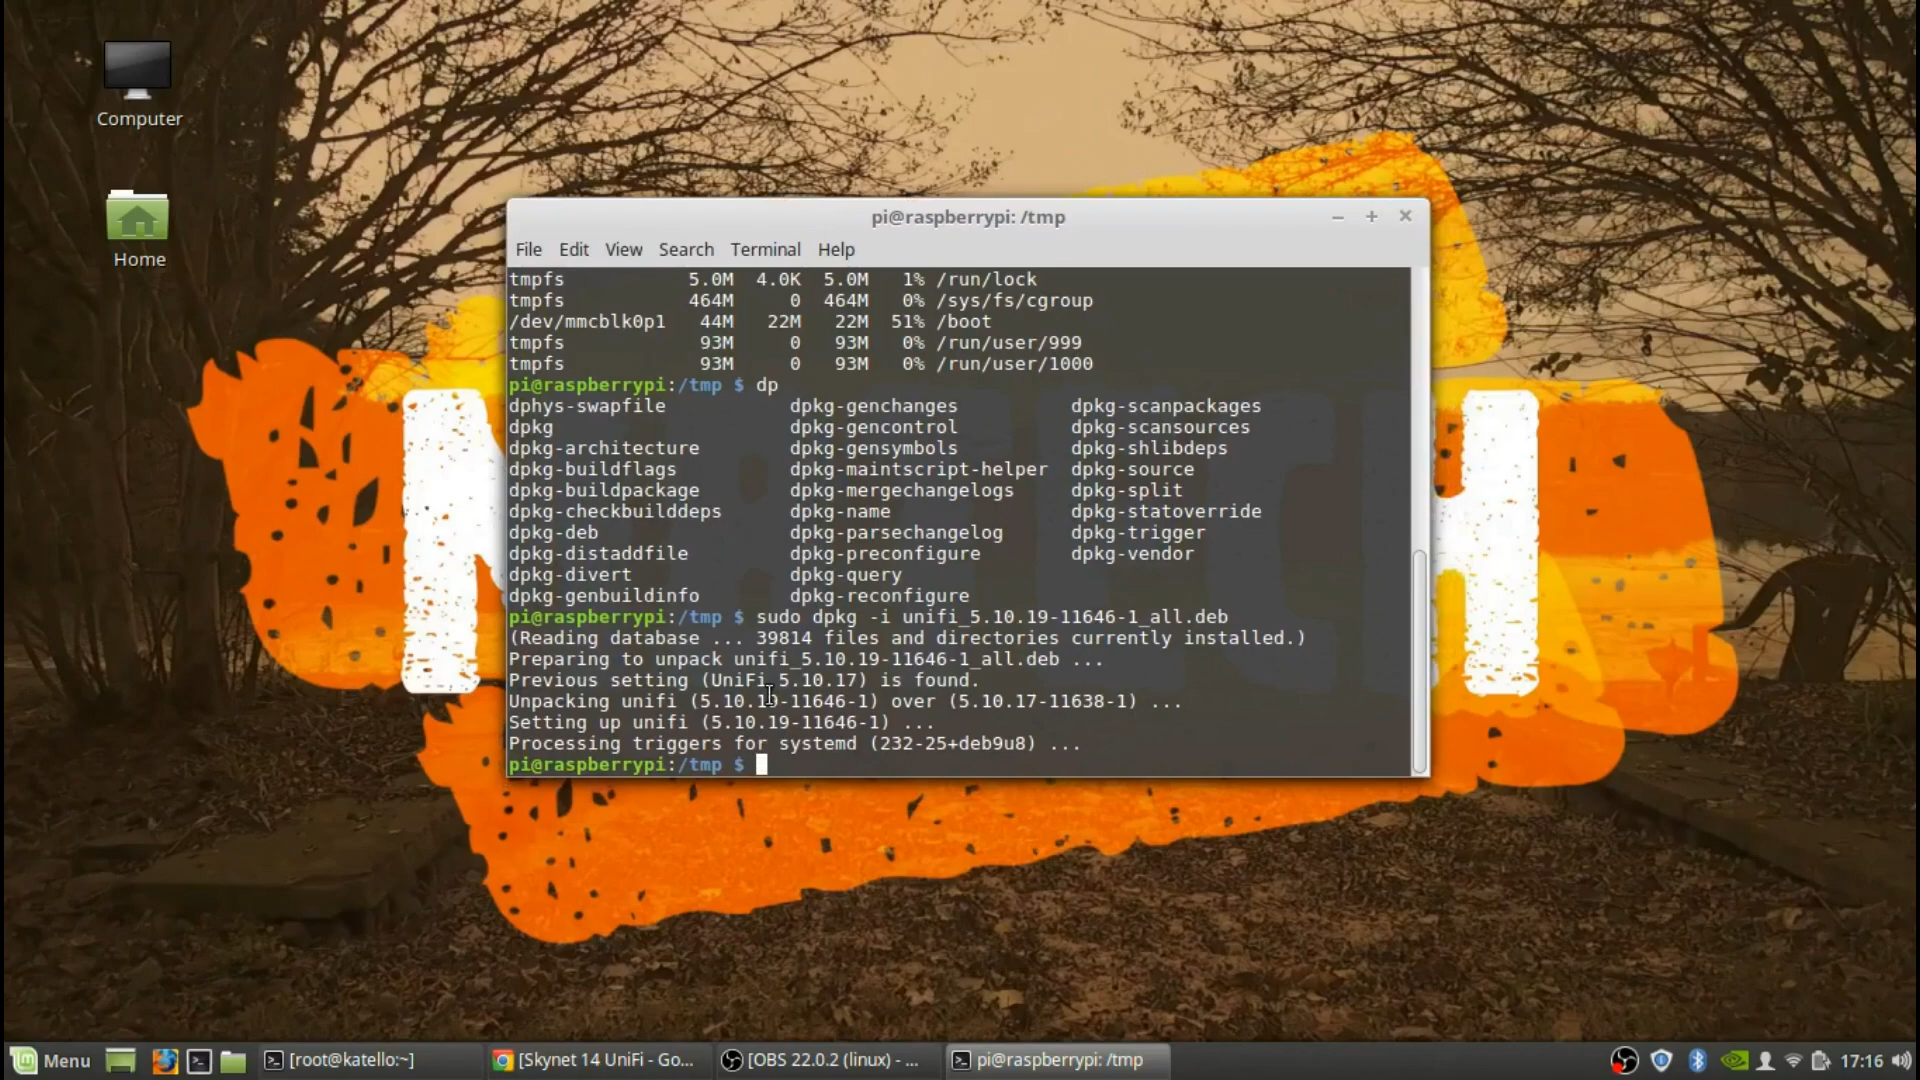 Computer
Home
pi@raspberrypi: /tmp
File Edit View Search Terminal Help
tmpfs 5.0M 4.0K 5.0M 1% /run/lock
tmpfs 464M 0 464M 0% /sys/fs/cgroup
/dev/mmcblk0p1 44M 22M 22M 51% /boot
tmpfs 93M 0 93M 0% /run/user/999
tmpfs 93M 0 93M 0% /run/user/1000
pi@raspberrypi:/tmp $ dp
dphys-swapfile dpkg-genchanges dpkg-scanpackages
dpkg dpkg-gencontrol dpkg-scansources
dpkg-architecture dpkg-gensymbols dpkg-shlibdeps
dpkg-buildflags dpkg-maintscript-helper dpkg-source
dpkg-buildpackage dpkg-mergechangelogs dpkg-split
dpkg-checkbuilddeps dpkg-name dpkg-statoverride
dpkg-deb dpkg-parsechangelog dpkg-trigger
dpkg-distaddfile dpkg-preconfigure dpkg-vendor
dpkg-divert dpkg-query
dpkg-genbuildinfo dpkg-reconfigure
pi@raspberrypi:/tmp $ sudo dpkg -i unifi_5.10.19-11646-1_all.deb
(Reading database ... 39814 files and directories currently installed.)
Preparing to unpack unifi_5.10.19-11646-1_all.deb ...
Previous setting (UniFi 5.10.17) is found.
Unpacking unifi (5.10.19-11646-1) over (5.10.17-11638-1) ...
Setting up unifi (5.10.19-11646-1) ...
Processing triggers for systemd (232-25+deb9u8) ...
pi@raspberrypi:/tmp $
Menu [root@katello:~] [Skynet 14 UniFi - Go... [OBS 22.0.2 (linux) - ... pi@raspberrypi: /tmp 17:16